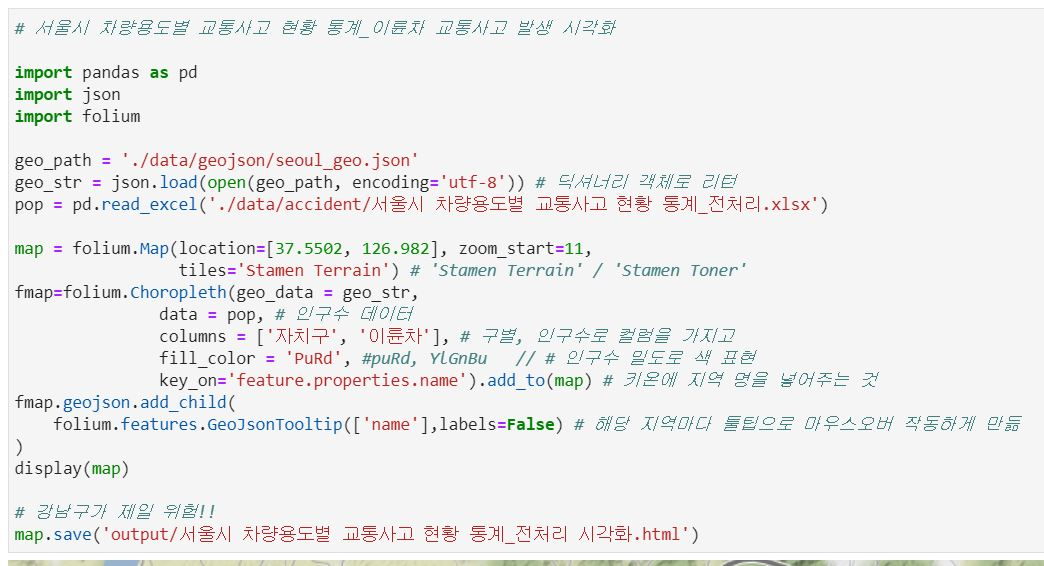 # 서울시 차량용도별 교통사고 현황 통계_이륜차 교통사고 발생 시각화
import pandas as pd
import json
import folium
geo_path = './data/geojson/seoul_geo.json'
geo_str = json.load(open(geo_path, encoding='utf-8')) # 딕셔너리 객체로 리턴
pop = pd.read_excel('./data/accident/서울시 차량용도별 교통사고 현황 통계_전처리.xlsx')
map = folium.Map(location=[37.5502, 126.982], zoom_start=11,
tiles='Stamen Terrain') # 'Stamen Terrain' / 'Stamen Toner'
fmap=folium.Choropleth(geo_data = geo_str,
data = pop, # 인구수 데이터
columns = ['자치구', '이륜차'], # 구별, 인구수로 컬럼을 가지고
fill_color = 'PuRd', #puRd, YlGnBu // # 인구수 밀도로 색 표현
key_on='feature.properties.name').add_to(map) # 키온에 지역 명을 넣어주는 것
fmap.geojson.add_child(
folium.features.GeoJsonTooltip(['name'],labels=False) # 해당 지역마다 툴팁으로 마우스오버 작동하게 만듦
)
display(map)
# 강남구가 제일 위험!!
map.save('output/서울시 차량용도별 교통사고 현황 통계_전처리 시각화.html')